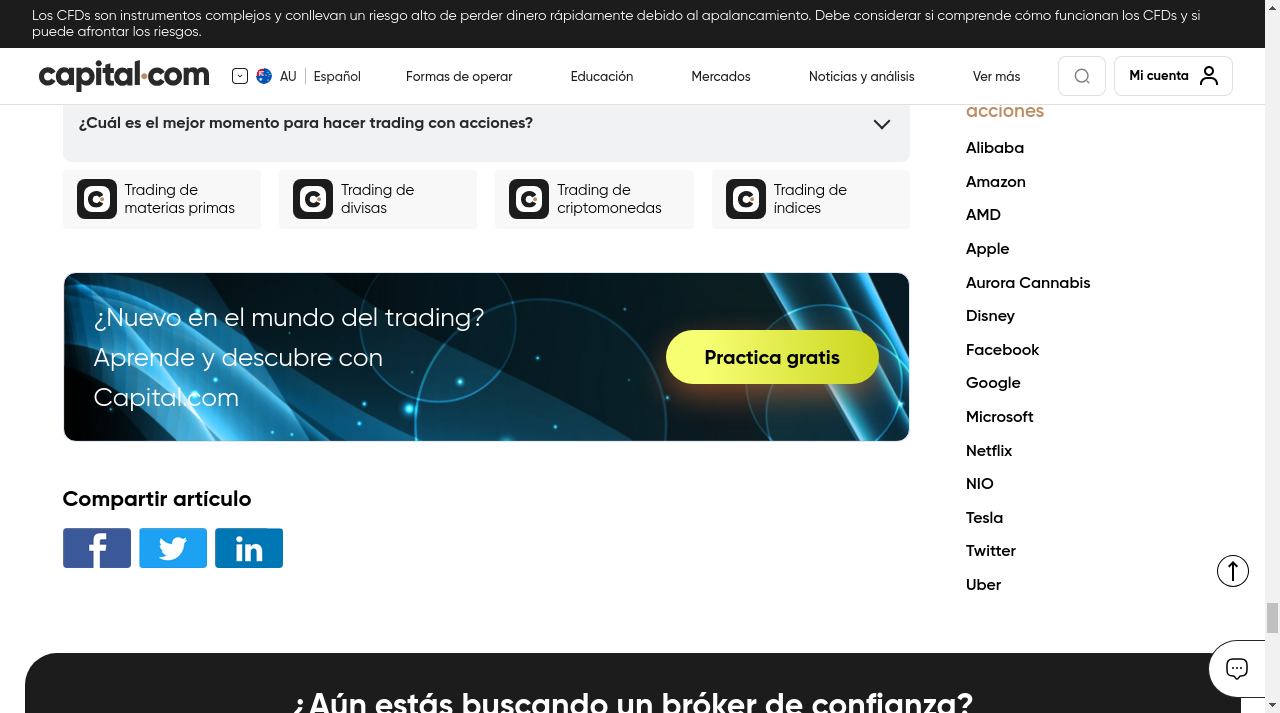 Los CFDs son instrumentos complejos y conllevan un riesgo alto de perder dinero rápidamente debido al apalancamiento. Debe considerar si comprende cómo funcionan los CFDs y si
puede afrontar los riesgos.
capital.com
AU
Español
Formas de operar
Educación
Mercados
Noticias y análisis
Ver más
Mi cuenta
¿Cuál es el mejor momento para hacer trading con acciones?
Trading de
materias primas
Trading de
divisas
Trading de
criptomonedas
Trading de
índices
¿Nuevo en el mundo del trading?
Aprende y descubre con
Capital.com
Practica gratis
Compartir artículo
acciones
Alibaba
Amazon
AMD
Apple
Aurora Cannabis
Disney
Facebook
Google
Microsoft
Netflix
NIO
Tesla
Twitter
Uber
¿Aún estás buscando un bróker de confianza?